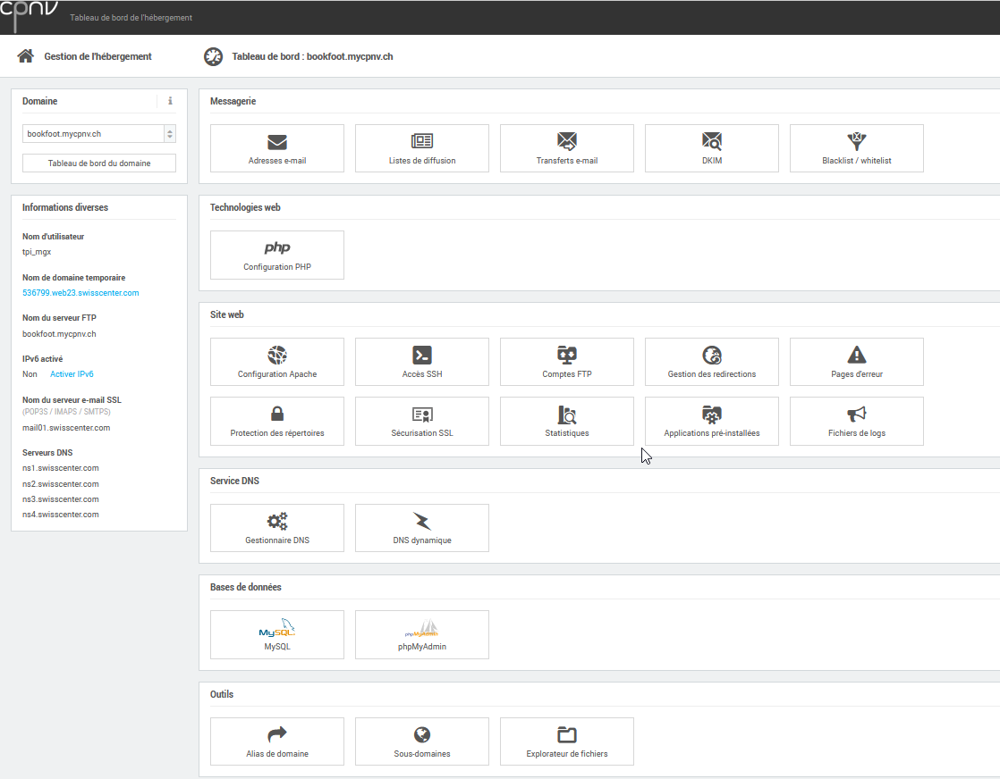 cpnv
Tableau de bord de l'hébergement
Gestion de l'hébergement
Tableau de bord : bookfoot.mycpnv.ch
Domaine
i
bookfoot.mycpnv.ch
Tableau de bord du domaine
Informations diverses
Nom d'utilisateur
tpi_mgx
Nom de domaine temporaire
536799.web23.swisscenter.com
Nom du serveur FTP
bookfoot.mycpnv.ch
IPv6 activé
Non Activer IPv6
Nom du serveur e-mail SSL
(POP3S / IMAPS / SMTPS)
mail01.swisscenter.com
Serveurs DNS
ns1.swisscenter.com
ns2.swisscenter.com
ns3.swisscenter.com
ns4.swisscenter.com
Messagerie
Adresses e-mail
Listes de diffusion
Transferts e-mail
DKIM
Blacklist / whitelist
Technologies web
php
Configuration PHP
Site web
Configuration Apache
Accès SSH
Comptes FTP
Gestion des redirections
Pages d'erreur
Protection des répertoires
Sécurisation SSL
Statistiques
Applications pré-installées
Fichiers de logs
Service DNS
Gestionnaire DNS
DNS dynamique
Bases de données
MySQL
MySQL
phpMyAdmin
phpMyAdmin
Outils
Alias de domaine
Sous-domaines
Explorateur de fichiers